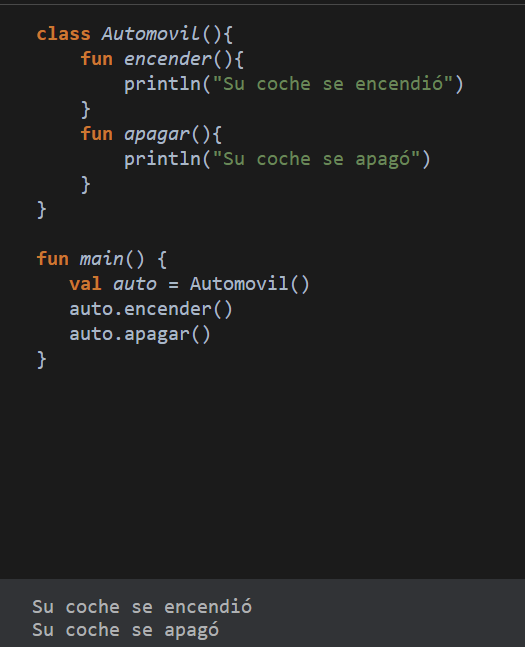 class Automovil(){
    fun encender(){
        println("Su coche se encendió")
    }
    fun apagar(){
        println("Su coche se apagó")
    }
}

fun main() {
   val auto = Automovil()
   auto.encender()
   auto.apagar()
}

Su coche se encendió
Su coche se apagó